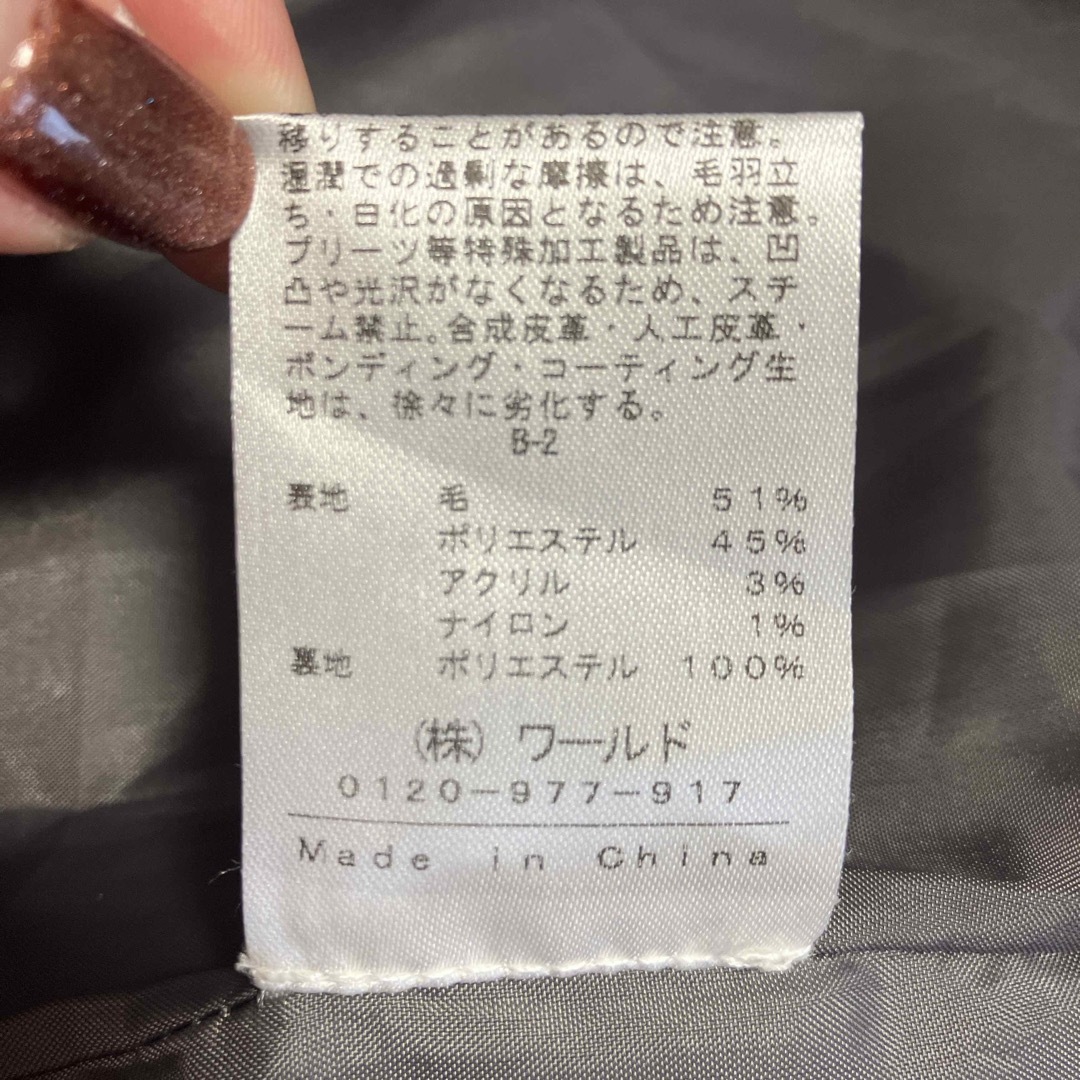 移りすることがあるので注意。
湿潤での過剰な摩擦は、毛羽立
ち・白化の原因となるため注意。
プリーツ等特殊加工製品は、凹
凸や光沢がなくなるため、スチ
ーム禁止。合成皮革・人工皮革・
ボンディング・コーティング生
地は、徐々に劣化する。
B-2
表地 毛 51%
ポリエステル 45%
アクリル 3%
ナイロン 1%
裏地 ポリエステル 100%
(株) ワールド
0120-977-917
Made in China